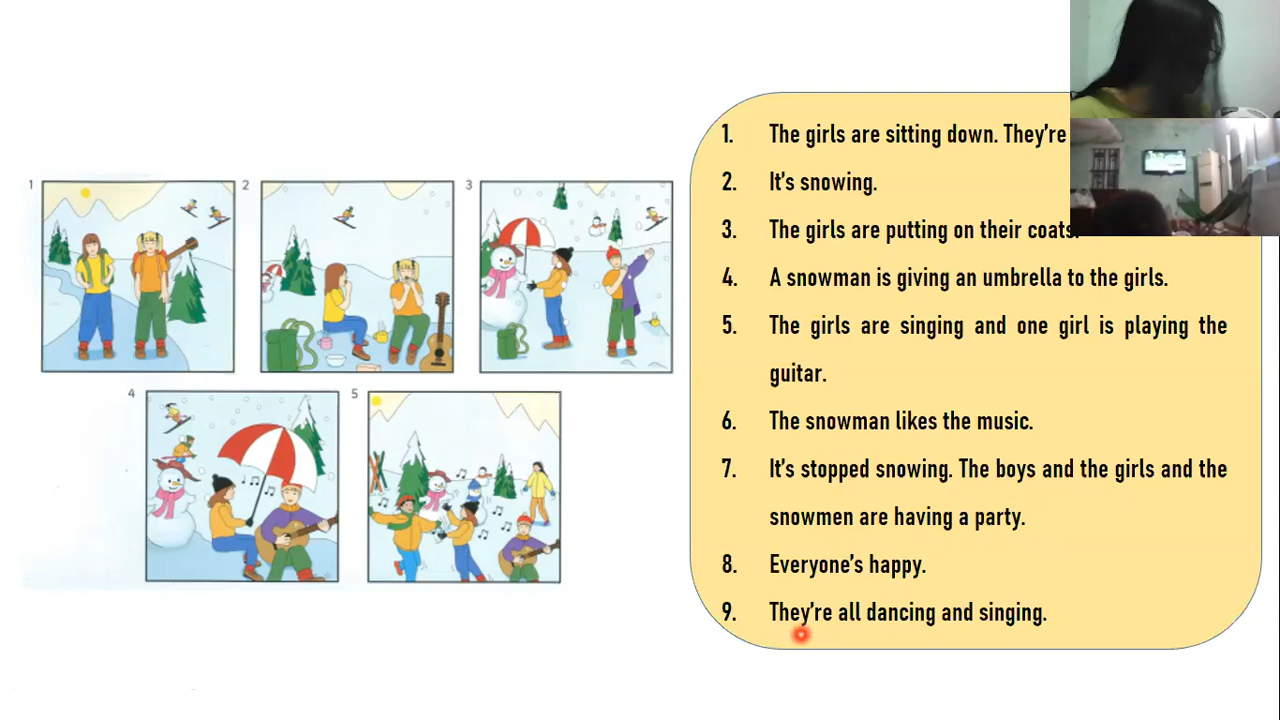 1
2
3
4
5
1. The girls are sitting down. They're
2. It's snowing.
3. The girls are putting on their coats.
4. A snowman is giving an umbrella to the girls.
5. The girls are singing and one girl is playing the
guitar.
6. The snowman likes the music.
7. It's stopped snowing. The boys and the girls and the
snowmen are having a party.
8. Everyone's happy.
9. They're all dancing and singing.